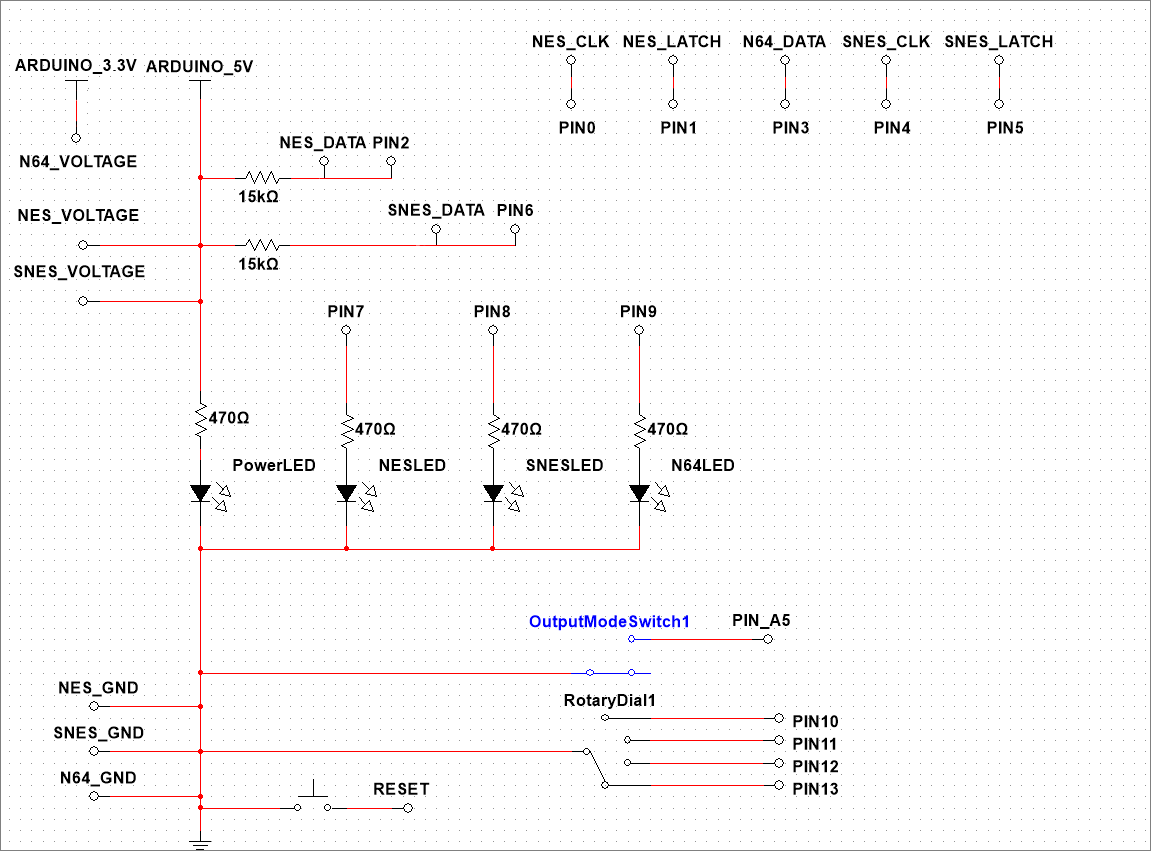 NES_CLK NES_LATCH N64_DATA SNES_CLK SNES_LATCH
ARDUINO_3.3V ARDUINO_5V
PIN0 PIN1 PIN3 PIN4 PIN5
NES_DATA PIN2
N64_VOLTAGE
15kΩ
SNES_DATA PIN6
NES_VOLTAGE
15kΩ
SNES_VOLTAGE
PIN7 PIN8 PIN9
470Ω
470Ω 470Ω 470Ω
PowerLED NESLED SNESLED N64LED
OutputModeSwitch1 PIN_A5
NES_GND
RotaryDial1
PIN10
SNES_GND
PIN11
PIN12
N64_GND
PIN13
RESET